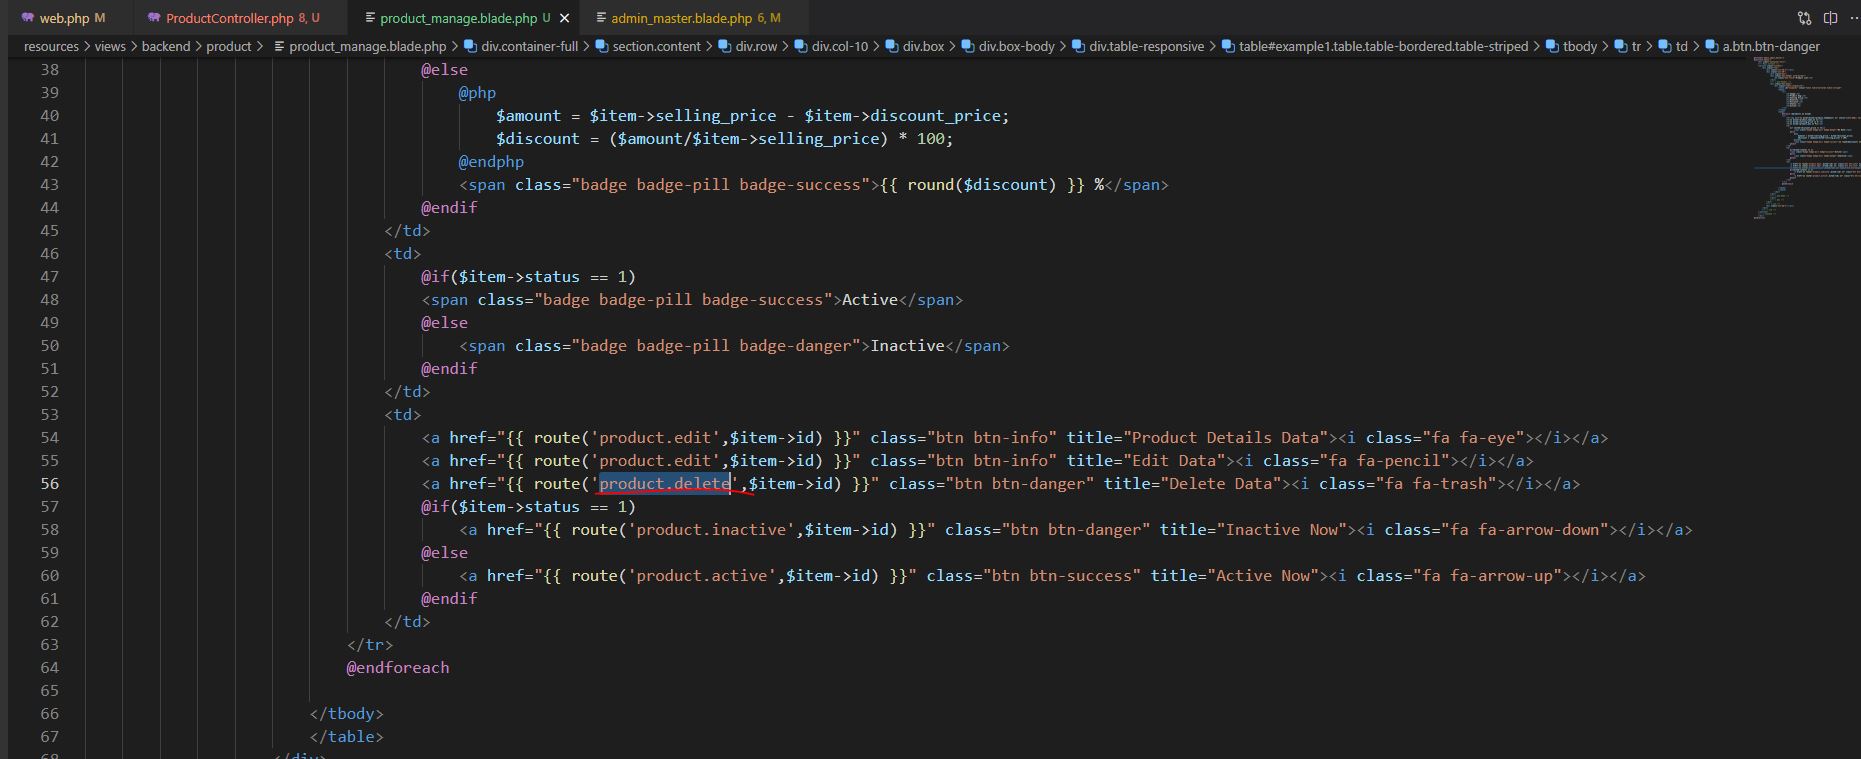 web.php M ProductController.php 8, U product_manage.blade.php U admin_master.blade.php 6, M
resources > views > backend > product > product_manage.blade.php > div.container-full > section.content > div.row > div.col-10 > div.box > div.box-body > div.table-responsive > table#example1.table.table-bordered.table-striped > tbody > tr > td > a.btn.btn-danger
38 @else
39 @php
40 $amount = $item->selling_price - $item->discount_price;
41 $discount = ($amount/$item->selling_price) * 100;
42 @endphp
43 <span class="badge badge-pill badge-success">{{ round($discount) }} %</span>
44 @endif
45 </td>
46 <td>
47 @if($item->status == 1)
48 <span class="badge badge-pill badge-success">Active</span>
49 @else
50 <span class="badge badge-pill badge-danger">Inactive</span>
51 @endif
52 </td>
53 <td>
54 <a href="{{ route('product.edit',$item->id) }}" class="btn btn-info" title="Product Details Data"><i class="fa fa-eye"></i></a>
55 <a href="{{ route('product.edit',$item->id) }}" class="btn btn-info" title="Edit Data"><i class="fa fa-pencil"></i></a>
56 <a href="{{ route('product.delete',$item->id) }}" class="btn btn-danger" title="Delete Data"><i class="fa fa-trash"></i></a>
57 @if($item->status == 1)
58 <a href="{{ route('product.inactive',$item->id) }}" class="btn btn-danger" title="Inactive Now"><i class="fa fa-arrow-down"></i></a>
59 @else
60 <a href="{{ route('product.active',$item->id) }}" class="btn btn-success" title="Active Now"><i class="fa fa-arrow-up"></i></a>
61 @endif
62 </td>
63 </tr>
64 @endforeach
65
66 </tbody>
67 </table>
68 </div>